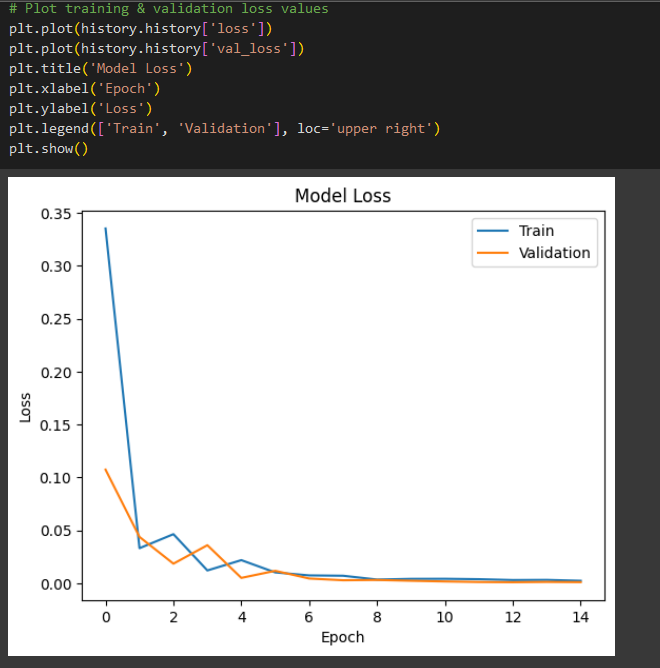 # Plot training & validation loss values
plt.plot(history.history['loss'])
plt.plot(history.history['val_loss'])
plt.title('Model Loss')
plt.xlabel('Epoch')
plt.ylabel('Loss')
plt.legend(['Train', 'Validation'], loc='upper right')
plt.show()
Model Loss
Train
Validation
0.35
0.30
0.25
0.20
0.15
0.10
0.05
0.00
Loss
0 2 4 6 8 10 12 14
Epoch